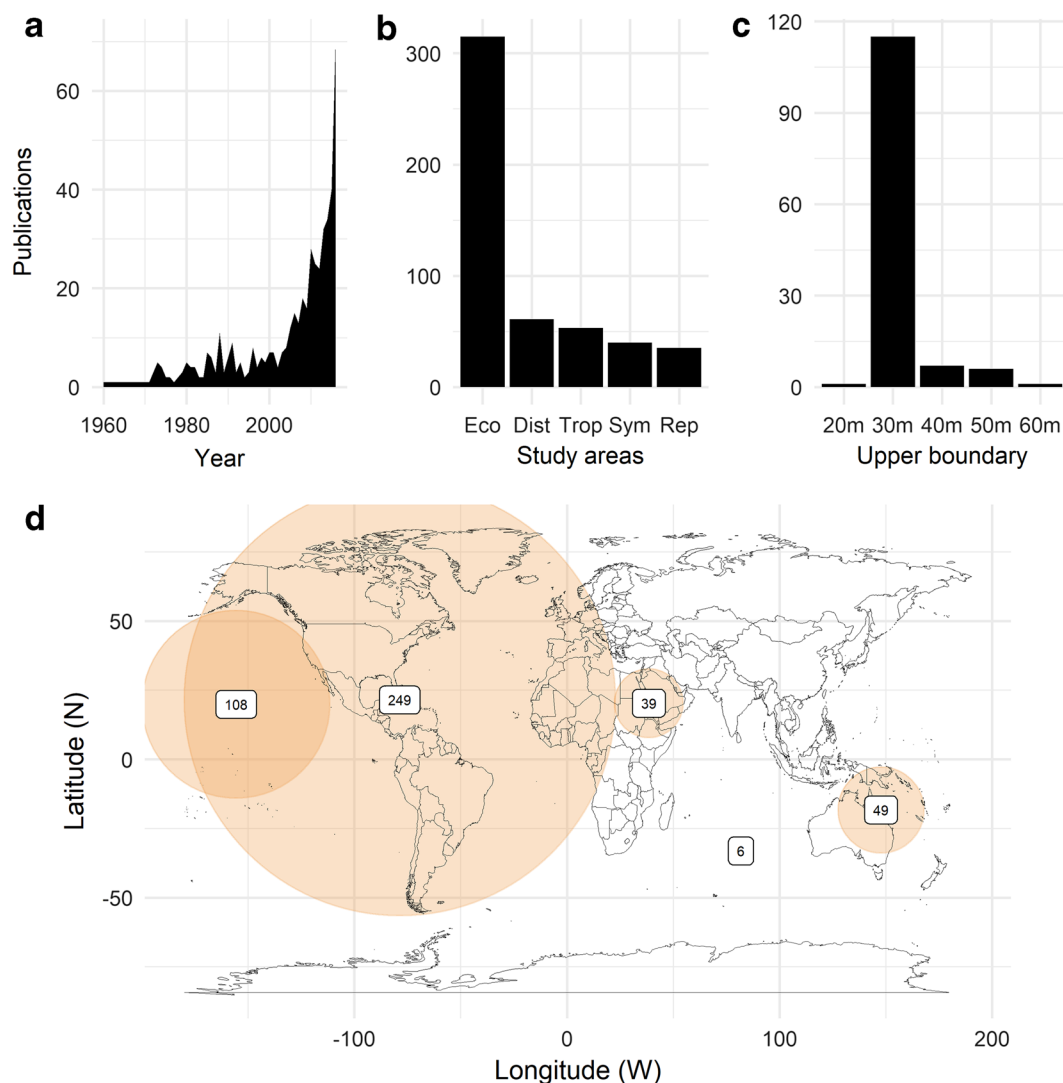 a
Publications
60
40
20
0
1960 1980 2000
Year
b
300
200
100
0
Eco Dist Trop Sym Rep
Study areas
c
120
90
60
30
0
20m 30m 40m 50m 60m
Upper boundary
d
Latitude (N)
50
0
-50
108
249
39
49
6
-100 0 100 200
Longitude (W)